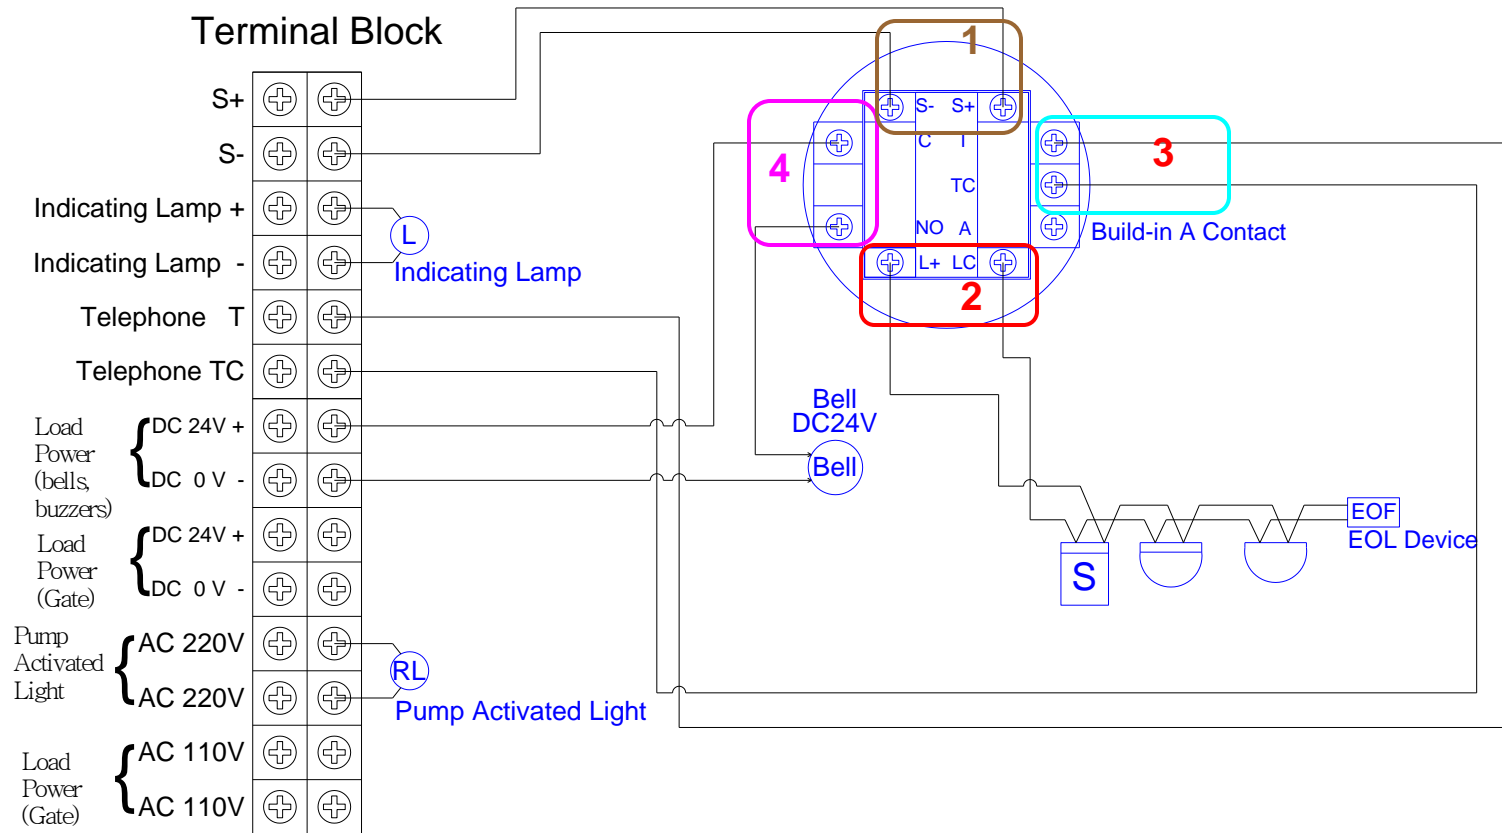 Terminal Block
S+
S-
Indicating Lamp +
Indicating Lamp -
Telephone T
Telephone TC
Load
Power
(bells,
buzzers)
DC 24V +
DC 0 V -
Load
Power
(Gate)
DC 24V +
DC 0 V -
Pump
Activated
Light
AC 220V
AC 220V
Load
Power
(Gate)
AC 110V
AC 110V
L
Indicating Lamp
RL
Pump Activated Light
1
S- S+
4
C T
3
TC
NO A
Build-in A Contact
L+ LC
2
Bell
DC24V
Bell
EOF
EOL Device
S